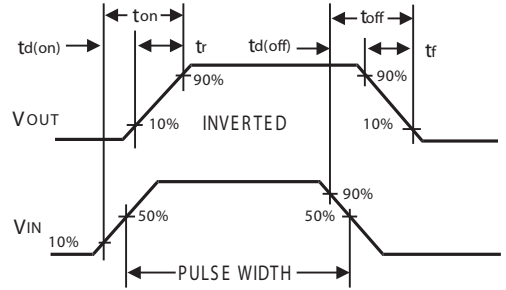 ton
toff
td(on)
tr
td(off)
tf
90%
90%
VOUT
10%
INVERTED
10%
90%
VIN
10%
50%
50%
PULSE WIDTH